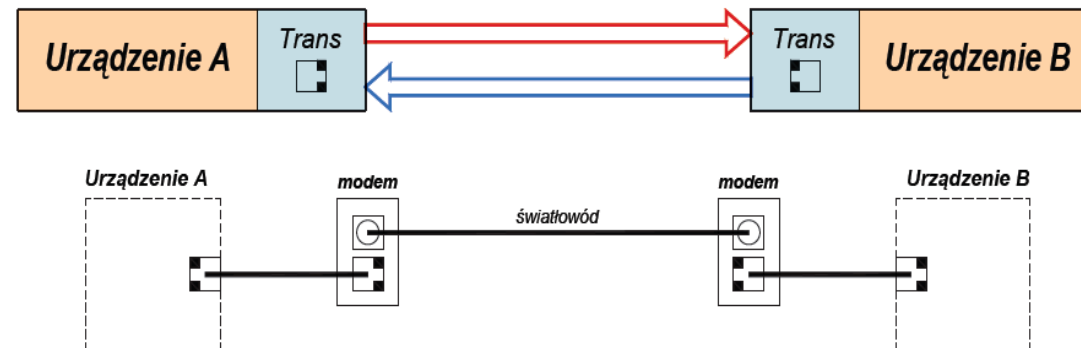 Urządzenie A
Trans
Trans
Urządzenie B
Urządzenie A
modem
światłowód
modem
Urządzenie B